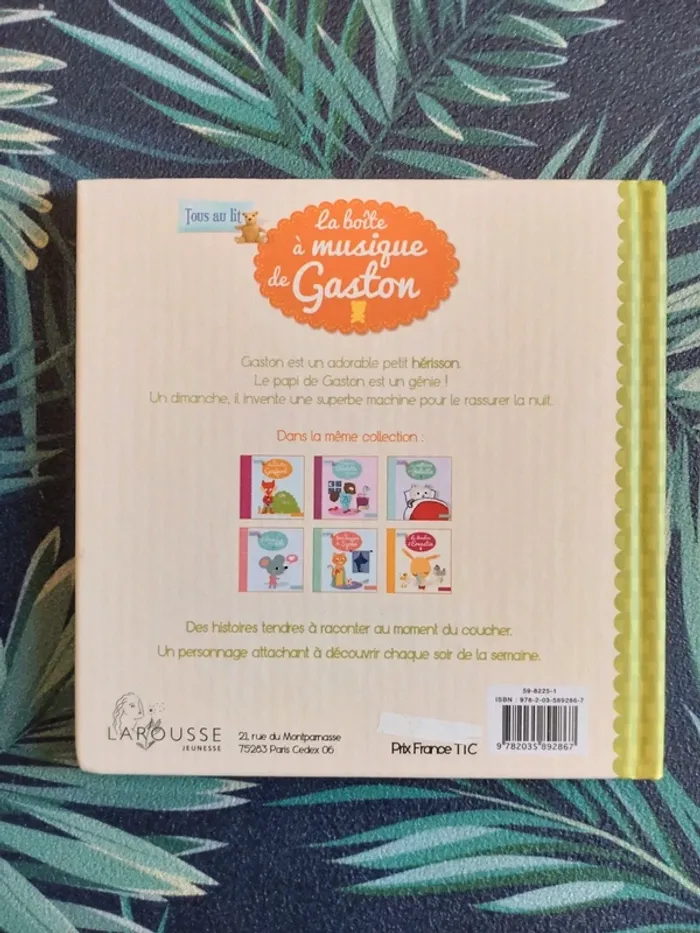 Tous au lit
La boîte
à musique
de Gaston
Gaston est un adorable petit hérisson.
Le papi de Gaston est un génie !
Un dimanche, il invente une superbe machine pour le rassurer la nuit.
Dans la même collection :
Des histoires tendres à raconter au moment du coucher.
Un personnage attachant à découvrir chaque soir de la semaine.
LAROUSSE
JEUNESSE
21, rue du Montparnasse
75283 Paris Cedex 06
Prix France TTC
59-8225-1
ISBN : 978-2-03-589286-7
9 782035 892867